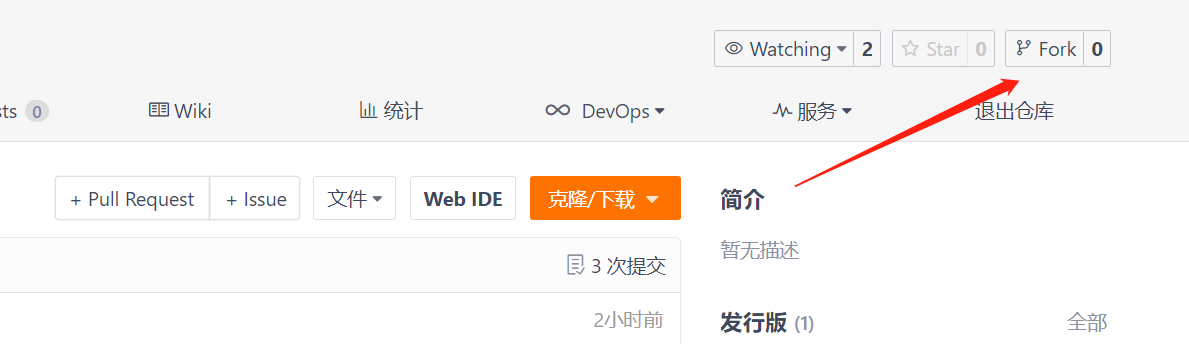 Watching 2 Star 0 Fork 0
sts 0 Wiki 统计 DevOps 服务 退出仓库
+ Pull Request + Issue 文件 Web IDE 克隆/下载 简介
暂无描述
3 次提交
2小时前 发行版 (1) 全部